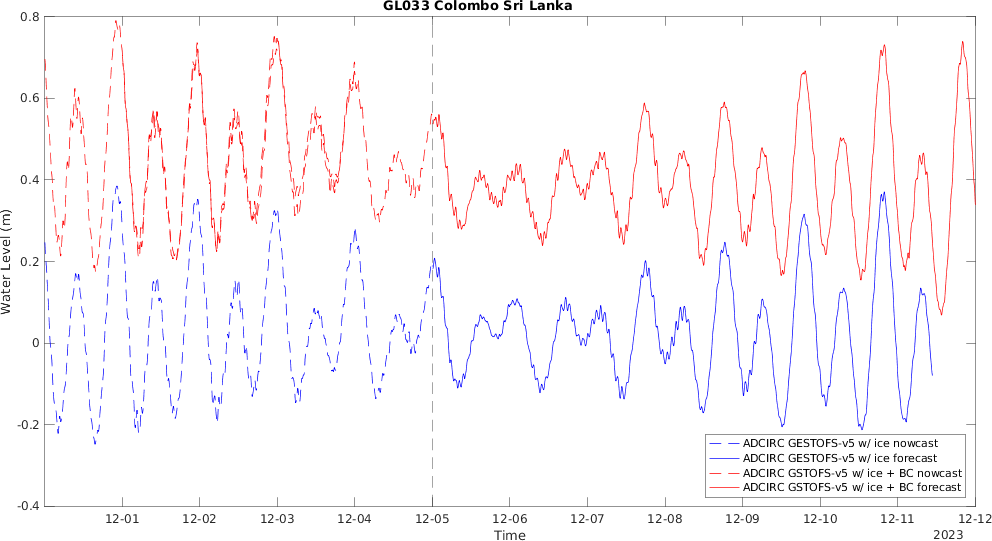 GL033 Colombo Sri Lanka
0.8
0.6
0.4
0.2
0
-0.2
-0.4
Water Level (m)
ADCIRC GESTOFS-v5 w/ ice nowcast
ADCIRC GESTOFS-v5 w/ ice forecast
ADCIRC GSTOFS-v5 w/ ice + BC nowcast
ADCIRC GSTOFS-v5 w/ ice + BC forecast
12-01 12-02 12-03 12-04 12-05 12-06 12-07 12-08 12-09 12-10 12-11 12-12
Time
2023